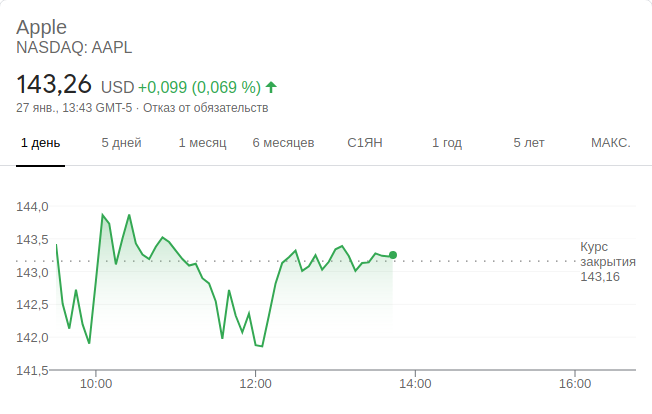 Apple
NASDAQ: AAPL
143,26 USD +0,099 (0,069 %)
27 янв., 13:43 GMT-5 · Отказ от обязательств
1 день 5 дней 1 месяц 6 месяцев С1ЯН 1 год 5 лет МАКС.
144,0
143,5
143,0
142,5
142,0
141,5
Курс
закрытия
143,16
10:00 12:00 14:00 16:00